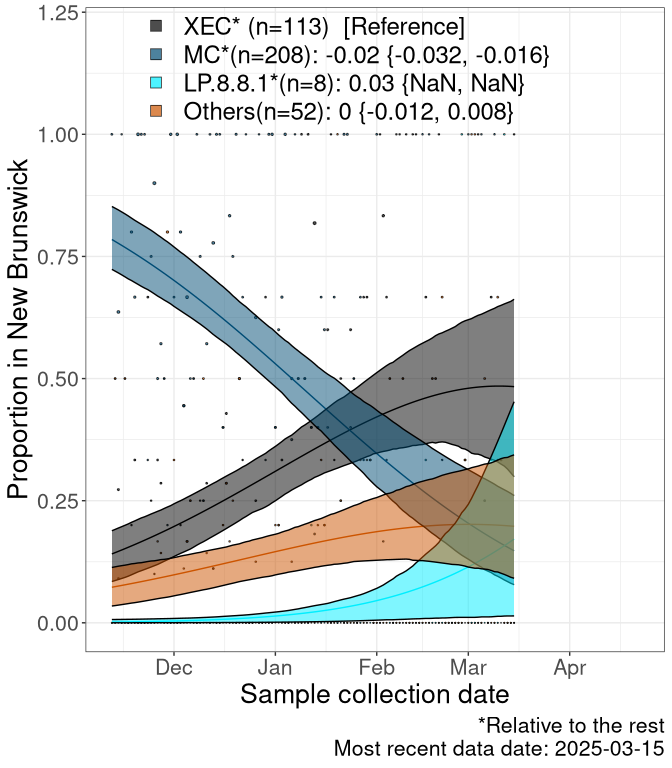 XEC* (n=113) [Reference]
MC*(n=208): -0.02 {-0.032, -0.016}
LP.8.8.1*(n=8): 0.03 {NaN, NaN}
Others(n=52): 0 {-0.012, 0.008}
1.25
1.00
0.75
0.50
0.25
0.00
Proportion in New Brunswick
Dec Jan Feb Mar Apr
Sample collection date
*Relative to the rest
Most recent data date: 2025-03-15